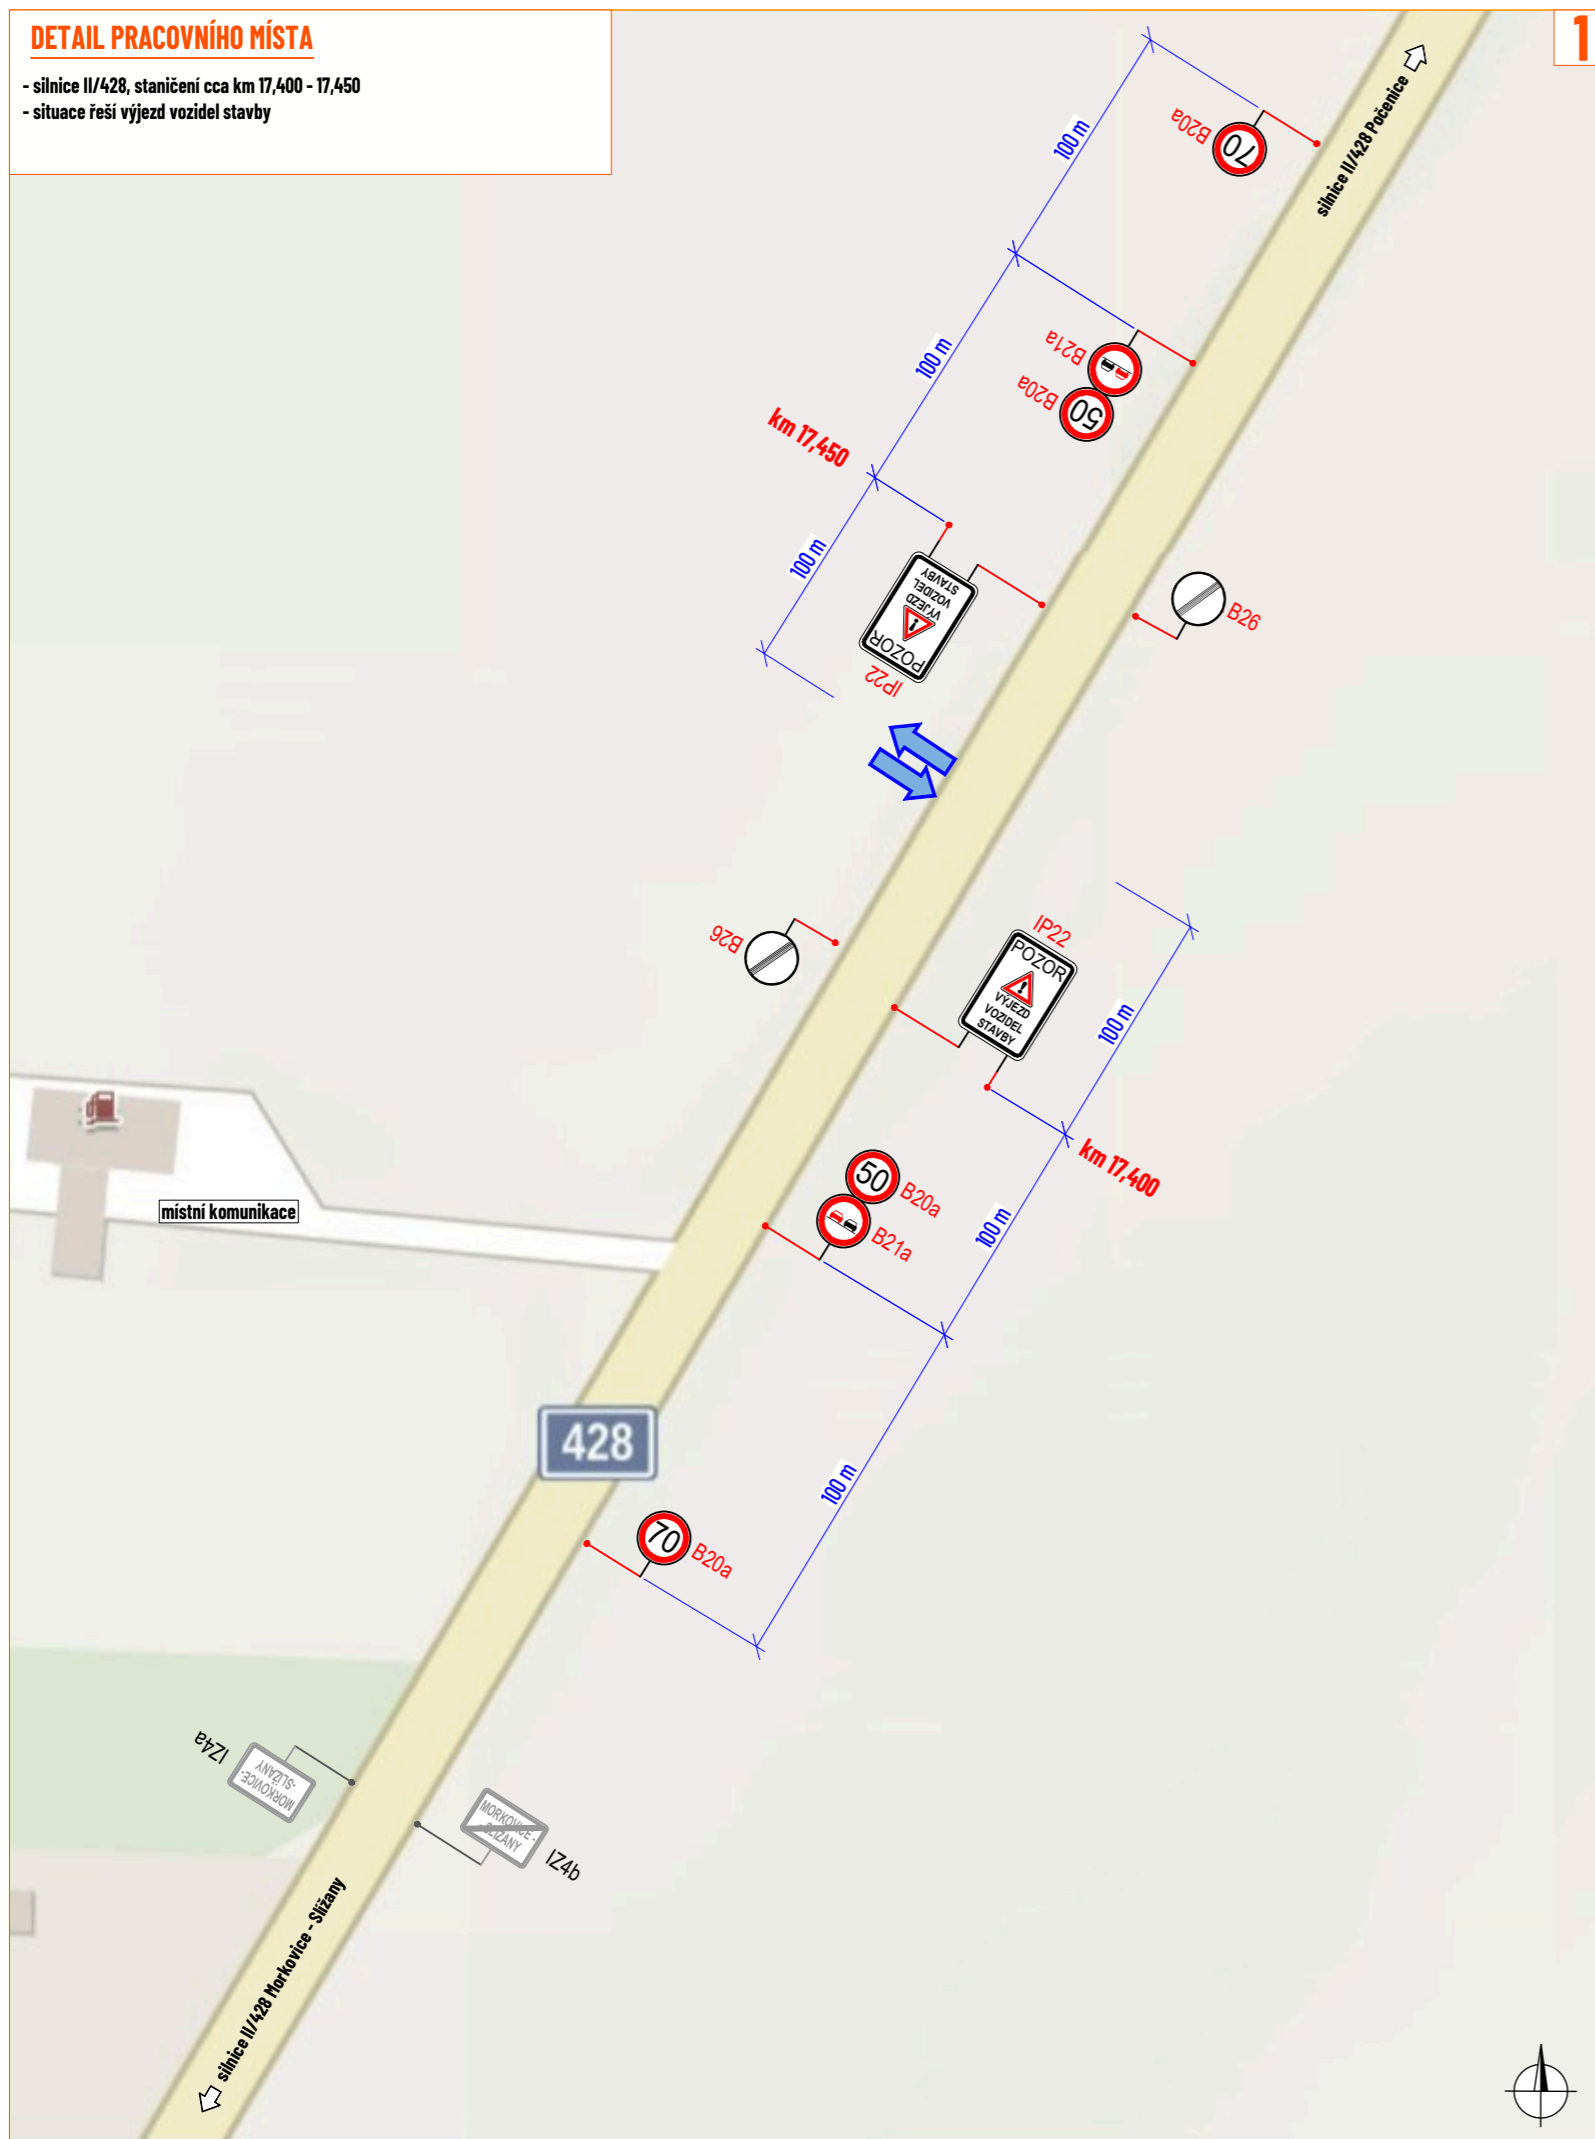 DETAIL PRACOVNÍHO MÍSTA
1
- silnice II/428, staničení cca km 17,400 - 17,450
- situace řeší výjezd vozidel stavby
silnice II/428 Počenice
100 m
B20a
70
100 m
B21a
B20a
50
km 17,450
100 m
POZOR
VÝJEZD
VOZIDEL
STAVBY
IP22
B26
B26
IP22
POZOR
VÝJEZD
VOZIDEL
STAVBY
100 m
km 17,400
50
B20a
B21a
100 m
místní komunikace
428
100 m
70
B20a
IZ4a
MORKOVICE-
-SLÍŽANY
MORKOVICE -
- SLÍŽANY
IZ4b
silnice II/428 Morkovice - Slížany